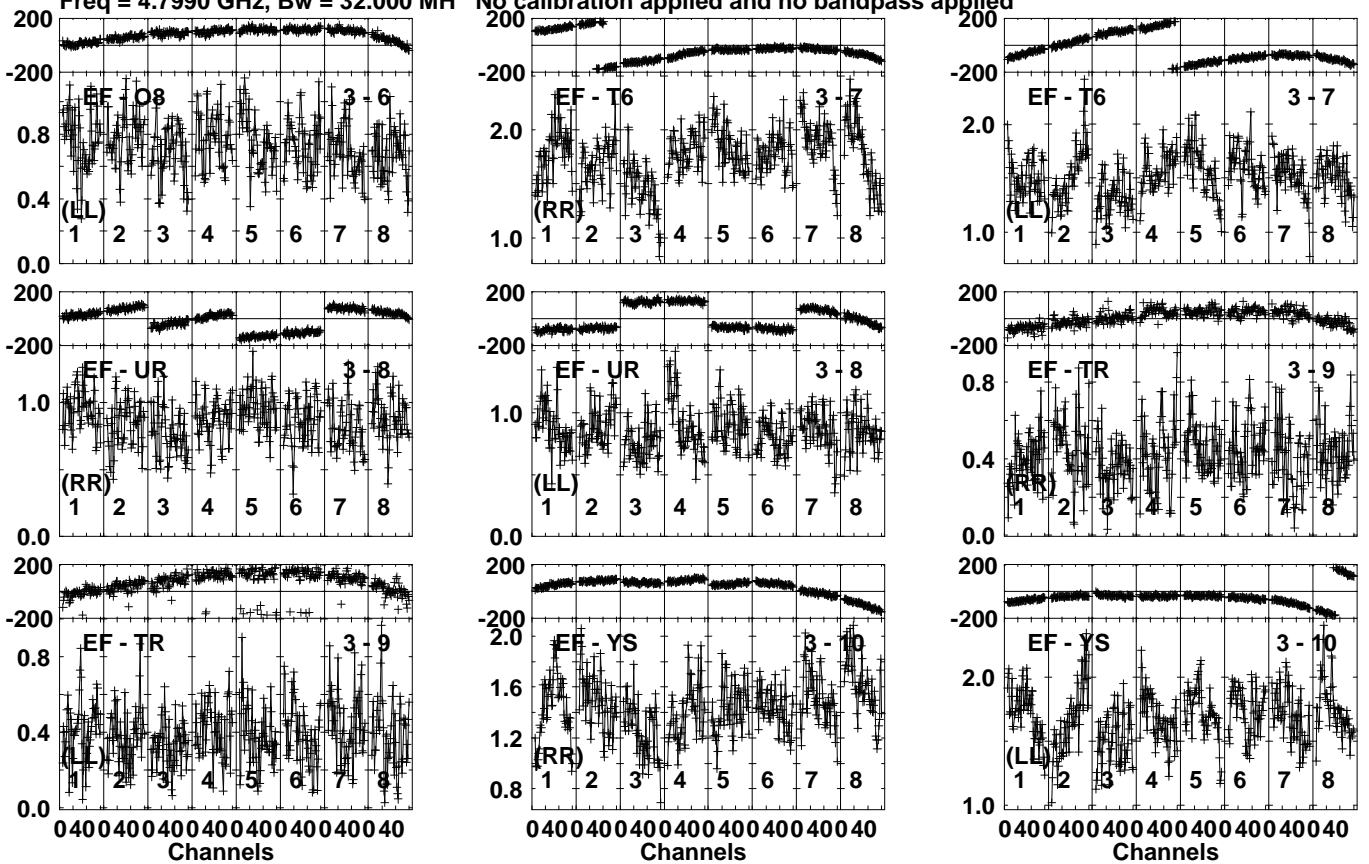 Freq = 4.7990 GHz, Bw = 32.000 MH No calibration applied and no bandpass applied
200
-200
EF - O8 3 - 6
0.8
0.4
0.0
(LL)
1 2 3 4 5 6 7 8
200
-200
EF - T6 3 - 7
2.0
1.0
(RR)
1 2 3 4 5 6 7 8
200
-200
EF - T6 3 - 7
2.0
1.0
(LL)
1 2 3 4 5 6 7 8
200
-200
EF - UR 3 - 8
1.0
0.0
(RR)
1 2 3 4 5 6 7 8
200
-200
EF - UR 3 - 8
1.0
0.0
(LL)
1 2 3 4 5 6 7 8
200
-200
EF - TR 3 - 9
0.8
0.4
0.0
(RR)
1 2 3 4 5 6 7 8
200
-200
EF - TR 3 - 9
0.8
0.4
0.0
(LL)
1 2 3 4 5 6 7 8
0 40 0 40 0 40 0 40 0 40 0 40 0 40 0 40
Channels
200
-200
EF - YS 3 - 10
2.0
1.6
1.2
0.8
(RR)
1 2 3 4 5 6 7 8
0 40 0 40 0 40 0 40 0 40 0 40 0 40 0 40
Channels
200
-200
EF - YS 3 - 10
2.0
1.0
(LL)
1 2 3 4 5 6 7 8
0 40 0 40 0 40 0 40 0 40 0 40 0 40 0 40
Channels